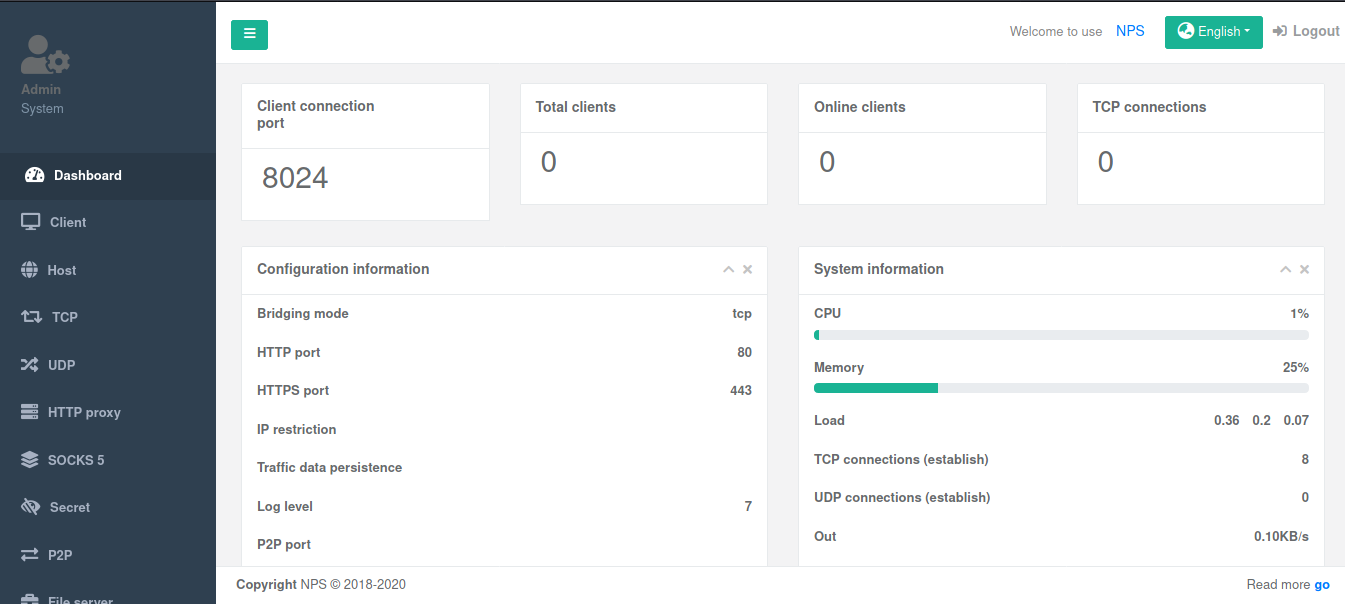 Admin
System
Dashboard
Client
Host
TCP
UDP
HTTP proxy
SOCKS 5
Secret
P2P
File server
Welcome to use NPS English Logout
Client connection
port
8024
Total clients
0
Online clients
0
TCP connections
0
Configuration information
Bridging mode tcp
HTTP port 80
HTTPS port 443
IP restriction
Traffic data persistence
Log level 7
P2P port
System information
CPU 1%
Memory 25%
Load 0.36 0.2 0.07
TCP connections (establish) 8
UDP connections (establish) 0
Out 0.10KB/s
Copyright NPS © 2018-2020
Read more go